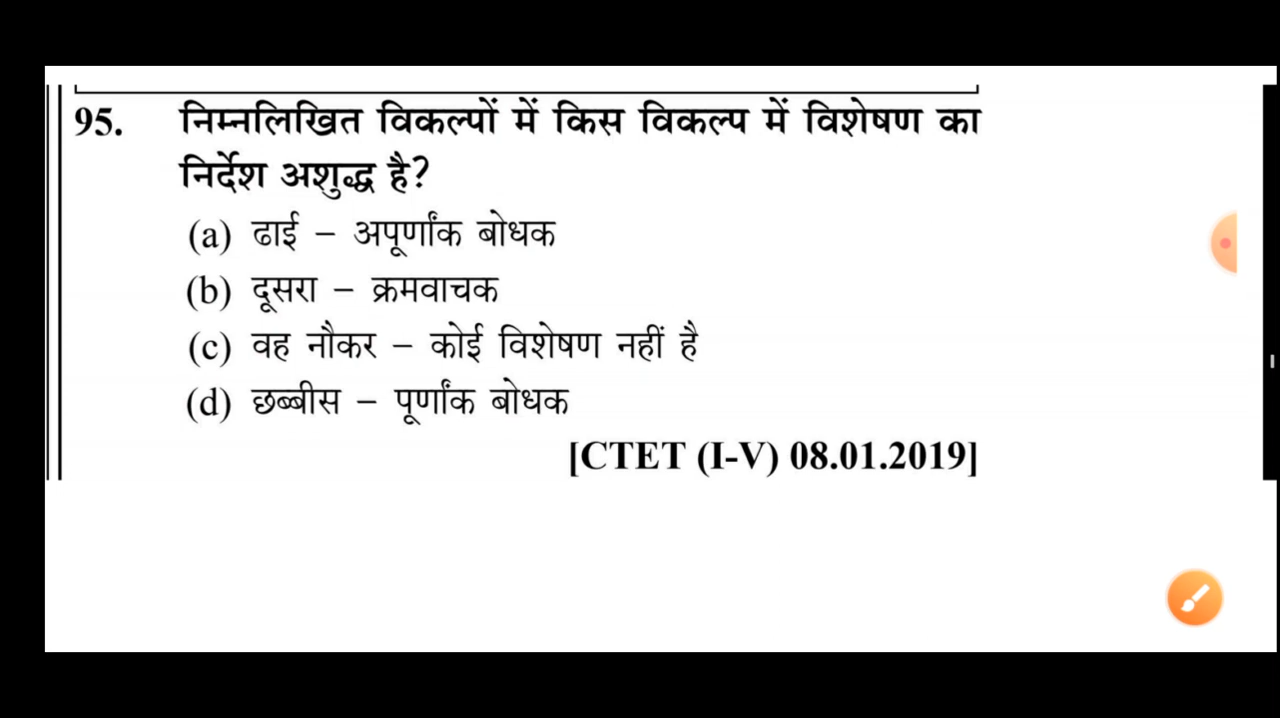 95. निम्नलिखित विकल्पों में किस विकल्प में विशेषण का
निर्देश अशुद्ध है?
(a) ढाई – अपूर्णांक बोधक
(b) दूसरा – क्रमवाचक
(c) वह नौकर – कोई विशेषण नहीं है
(d) छब्बीस – पूर्णांक बोधक
[CTET (I-V) 08.01.2019]